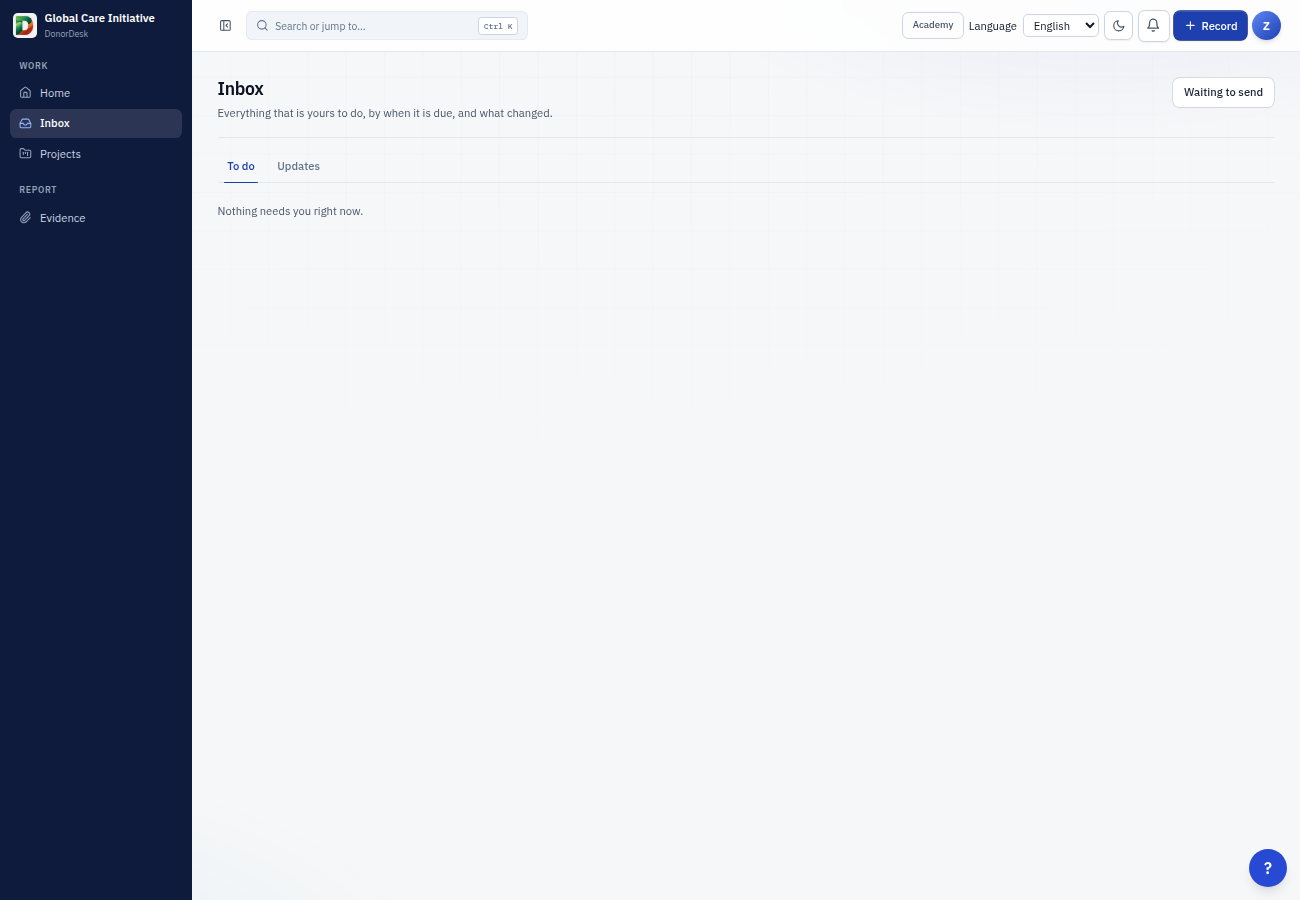 Global Care Initiative
DonorDesk
WORK
Home
Inbox
Projects
REPORT
Evidence
Search or jump to...
Ctrl K
Academy
Language
English
Record
Z
Inbox
Everything that is yours to do, by when it is due, and what changed.
Waiting to send
To do
Updates
Nothing needs you right now.
?